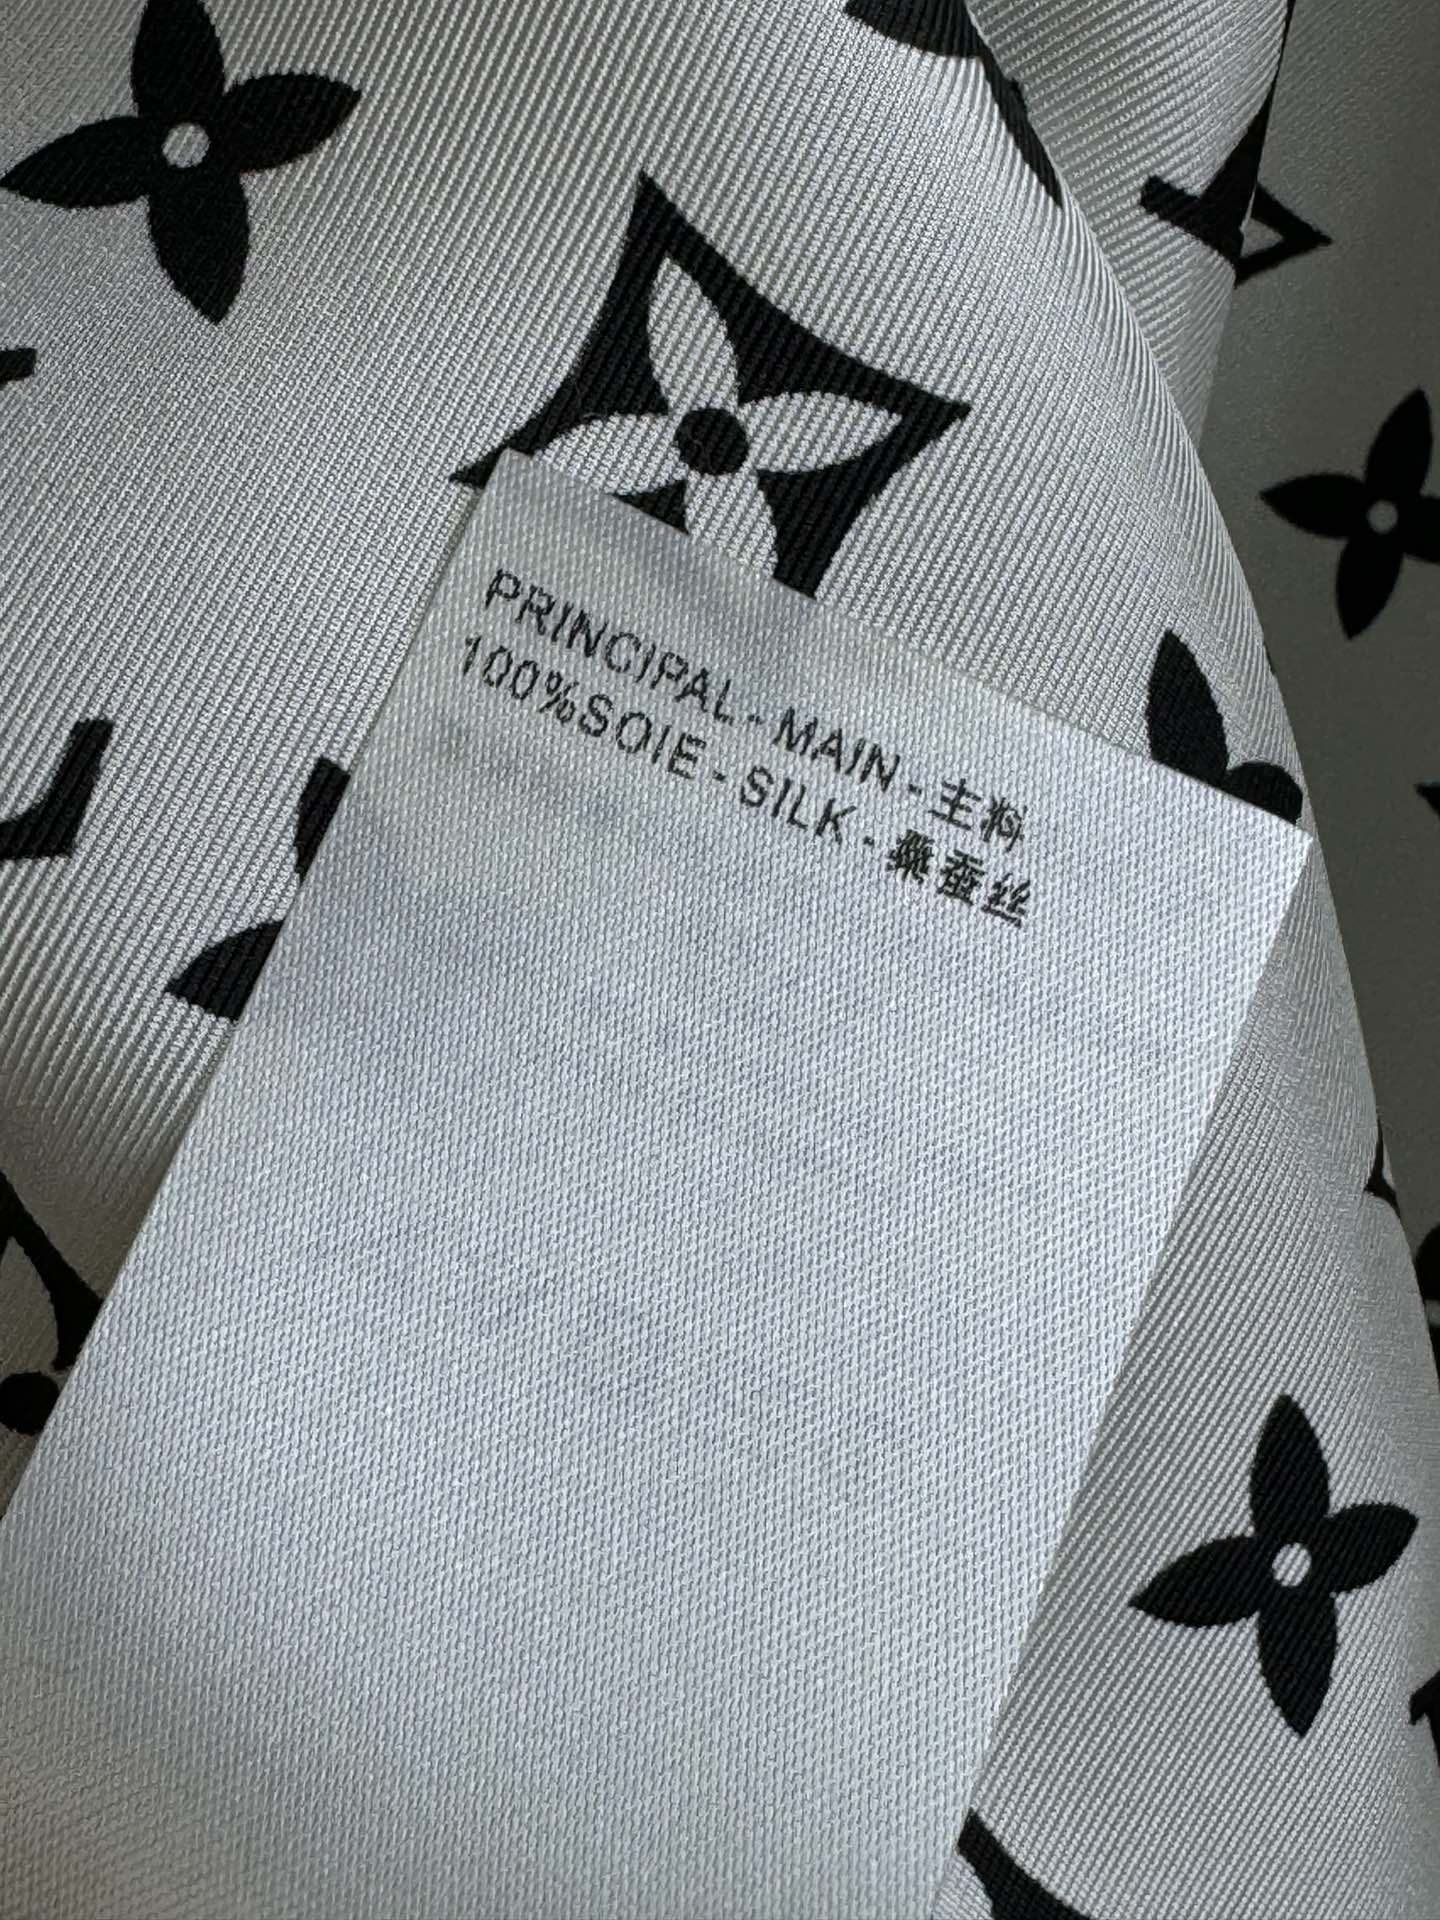 PRINCIPAL - MAIN - 主料
100%SOIE - SILK - 桑蚕丝